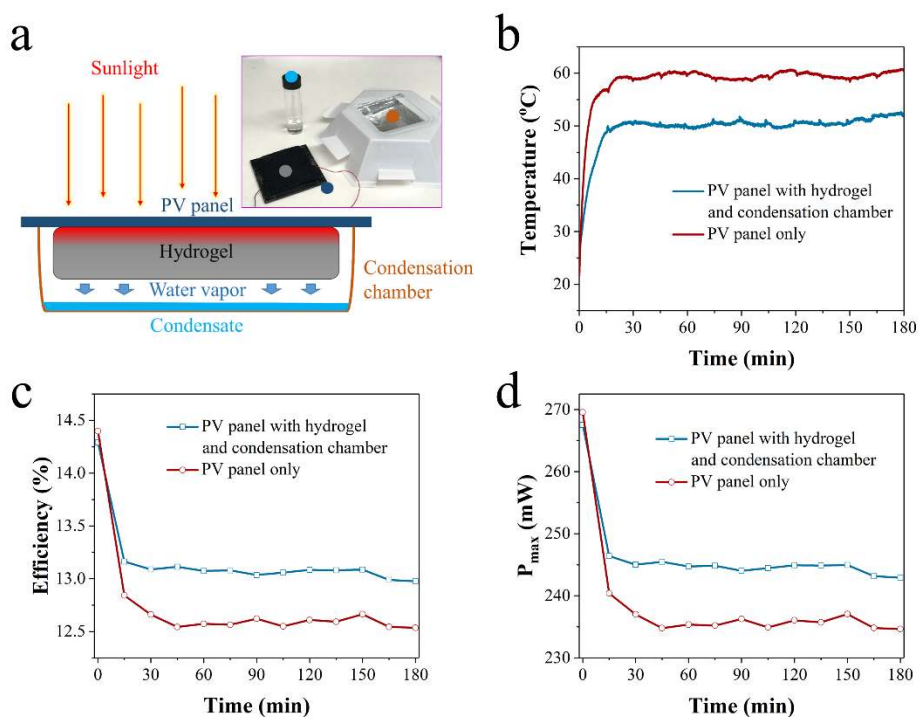 a
Sunlight
PV panel
Hydrogel
Water vapor
Condensation
chamber
Condensate
b
Temperature (ºC)
60
50
40
30
20
PV panel with hydrogel
and condensation chamber
PV panel only
0 30 60 90 120 150 180
Time (min)
c
Efficiency (%)
14.5
14.0
13.5
13.0
12.5
PV panel with hydrogel
and condensation chamber
PV panel only
0 30 60 90 120 150 180
Time (min)
d
Pmax (mW)
270
260
250
240
230
PV panel with hydrogel
and condensation chamber
PV panel only
0 30 60 90 120 150 180
Time (min)